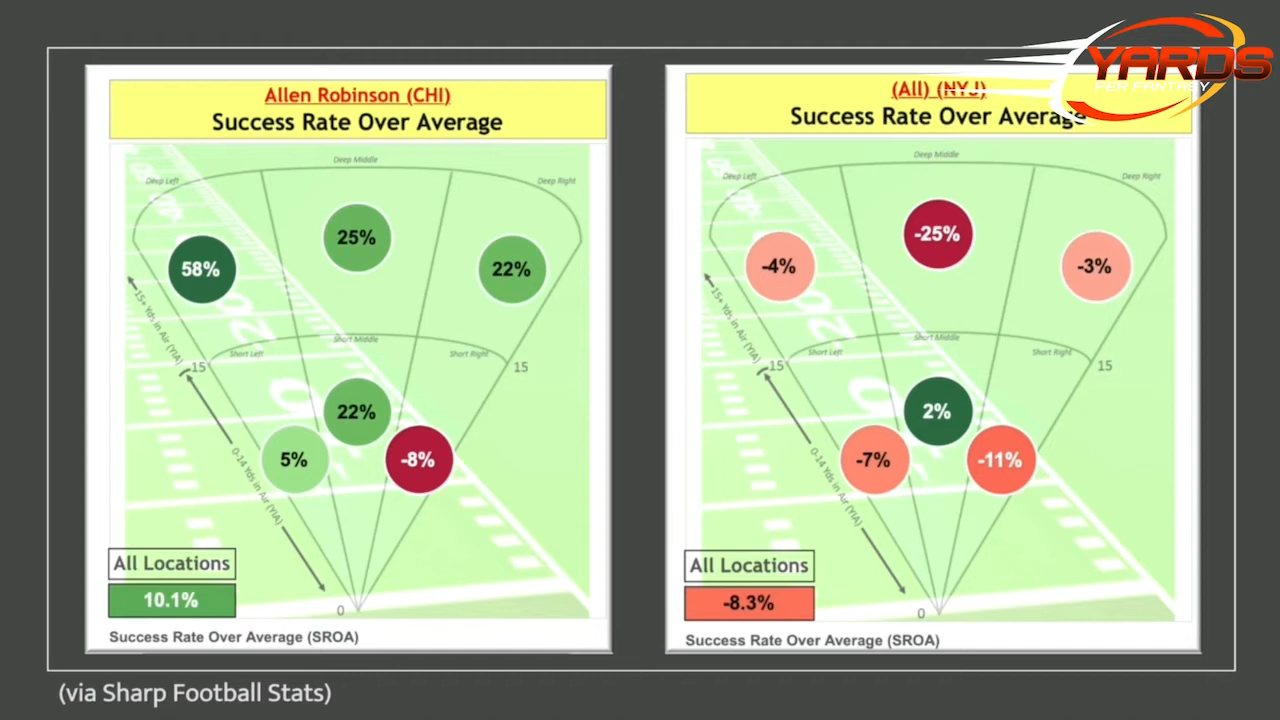 YARDS
PER FANTASY
Allen Robinson (CHI)
Success Rate Over Average
Deep Middle
Deep Left
Deep Right
25%
58%
22%
15+ Yds in Air (YIA)
Short Middle
Short Left
Short Right
15
15
22%
5%
-8%
0-14 Yds in Air (YIA)
All Locations
10.1%
0
Success Rate Over Average (SROA)
(All) (NYJ)
Success Rate Over Average
Deep Middle
Deep Left
Deep Right
-25%
-4%
-3%
15+ Yds in Air (YIA)
Short Middle
Short Left
Short Right
15
15
2%
-7%
-11%
0-14 Yds in Air (YIA)
All Locations
-8.3%
0
Success Rate Over Average (SROA)
(via Sharp Football Stats)